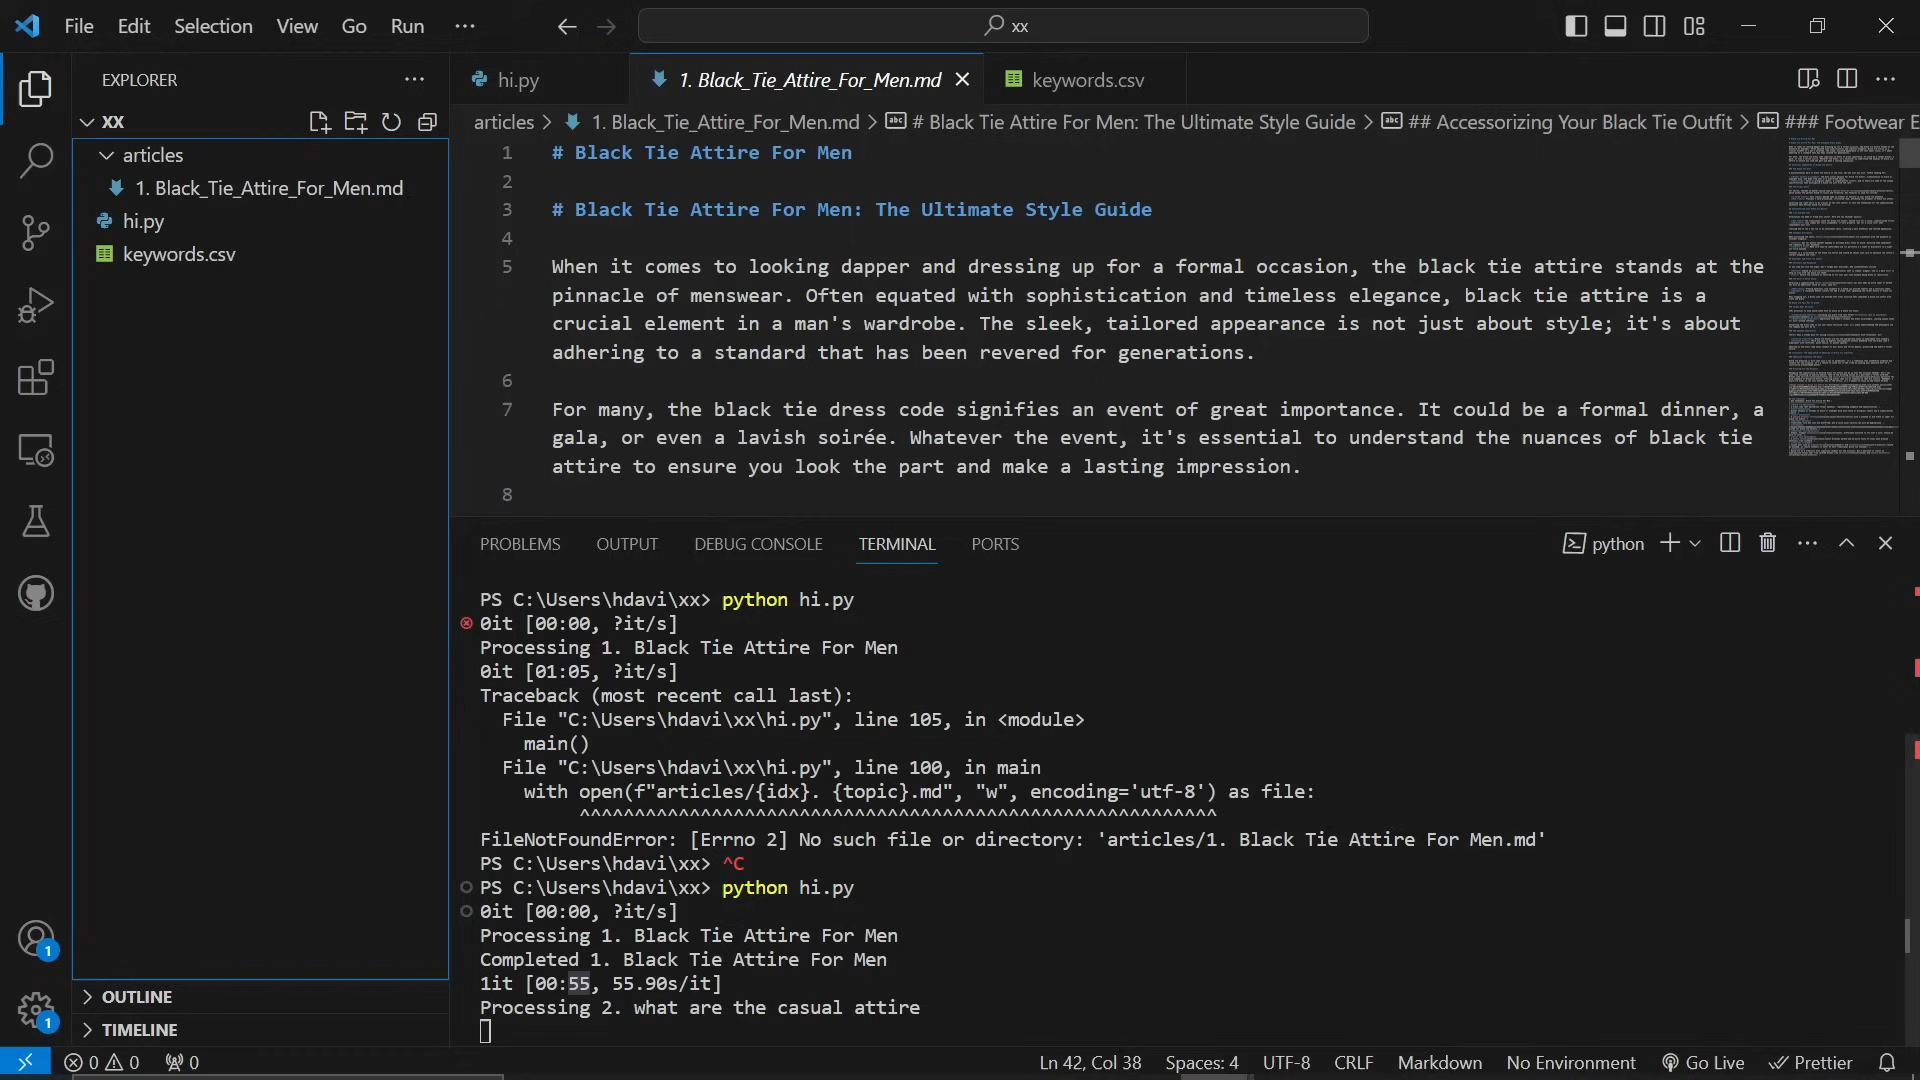 File Edit Selection View Go Run ···
xx
EXPLORER
XX
articles
1. Black_Tie_Attire_For_Men.md
hi.py
keywords.csv
OUTLINE
TIMELINE
hi.py
1. Black_Tie_Attire_For_Men.md
keywords.csv
articles > 1. Black_Tie_Attire_For_Men.md > # Black Tie Attire For Men: The Ultimate Style Guide > ## Accessorizing Your Black Tie Outfit > ### Footwear E
1 # Black Tie Attire For Men
2
3 # Black Tie Attire For Men: The Ultimate Style Guide
4
5 When it comes to looking dapper and dressing up for a formal occasion, the black tie attire stands at the
pinnacle of menswear. Often equated with sophistication and timeless elegance, black tie attire is a
crucial element in a man's wardrobe. The sleek, tailored appearance is not just about style; it's about
adhering to a standard that has been revered for generations.
6
7 For many, the black tie dress code signifies an event of great importance. It could be a formal dinner, a
gala, or even a lavish soirée. Whatever the event, it's essential to understand the nuances of black tie
attire to ensure you look the part and make a lasting impression.
8
PROBLEMS OUTPUT DEBUG CONSOLE TERMINAL PORTS
python
PS C:\Users\hdavi\xx> python hi.py
0it [00:00, ?it/s]
Processing 1. Black Tie Attire For Men
0it [01:05, ?it/s]
Traceback (most recent call last):
File "C:\Users\hdavi\xx\hi.py", line 105, in <module>
main()
File "C:\Users\hdavi\xx\hi.py", line 100, in main
with open(f"articles/{idx}. {topic}.md", "w", encoding='utf-8') as file:
^^^^^^^^^^^^^^^^^^^^^^^^^^^^^^^^^^^^^^^^^^^^^^^^^^^^^^^^^^
FileNotFoundError: [Errno 2] No such file or directory: 'articles/1. Black Tie Attire For Men.md'
PS C:\Users\hdavi\xx> ^C
PS C:\Users\hdavi\xx> python hi.py
0it [00:00, ?it/s]
Processing 1. Black Tie Attire For Men
Completed 1. Black Tie Attire For Men
1it [00:55, 55.90s/it]
Processing 2. what are the casual attire
1
1
0 0 0
Ln 42, Col 38 Spaces: 4 UTF-8 CRLF Markdown No Environment Go Live Prettier